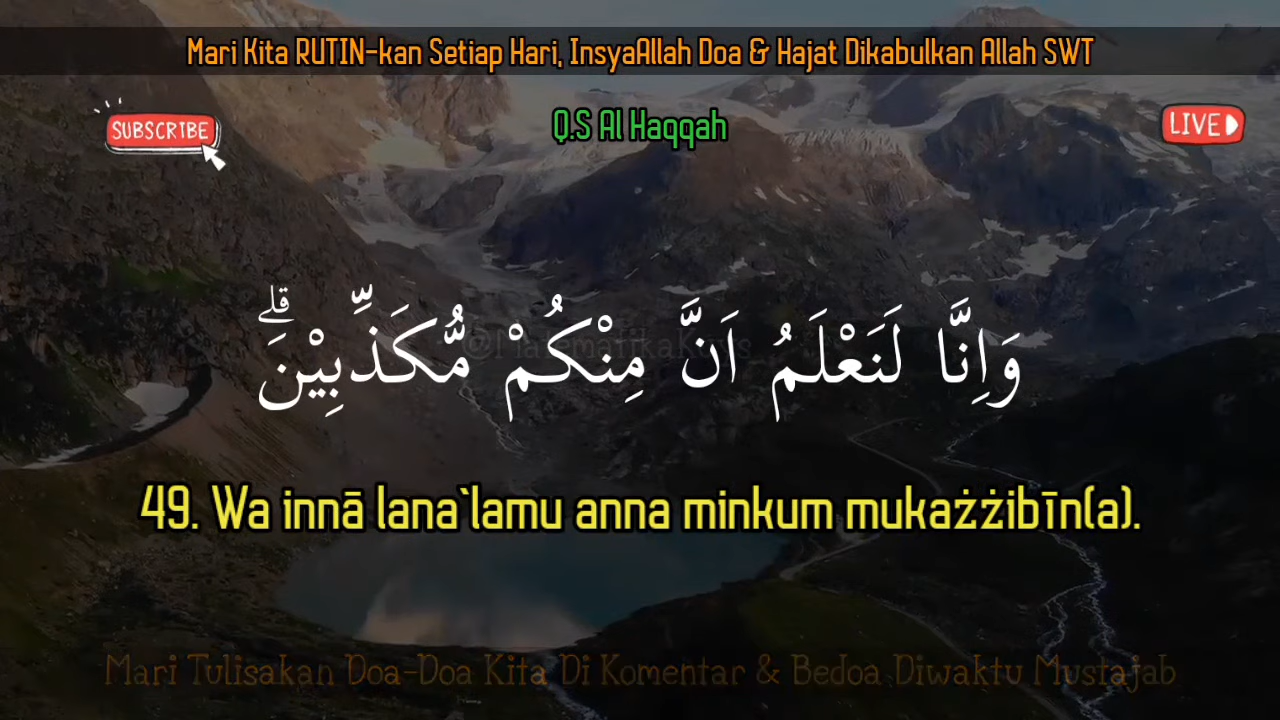 Mari Kita RUTIN-kan Setiap Hari, InsyaAllah Doa & Hajat Dikabulkan Allah SWT
SUBSCRIBE
Q.S Al Haqqah
LIVE
وَاِنَّا لَنَعْلَمُ اَنَّ مِنْكُمْ مُّكَذِّبِيْنَۗ
49. Wa innā lana`lamu anna minkum mukażżibīn(a).
Mari Tulisakan Doa-Doa Kita Di Komentar & Bedoa Diwaktu Mustajab